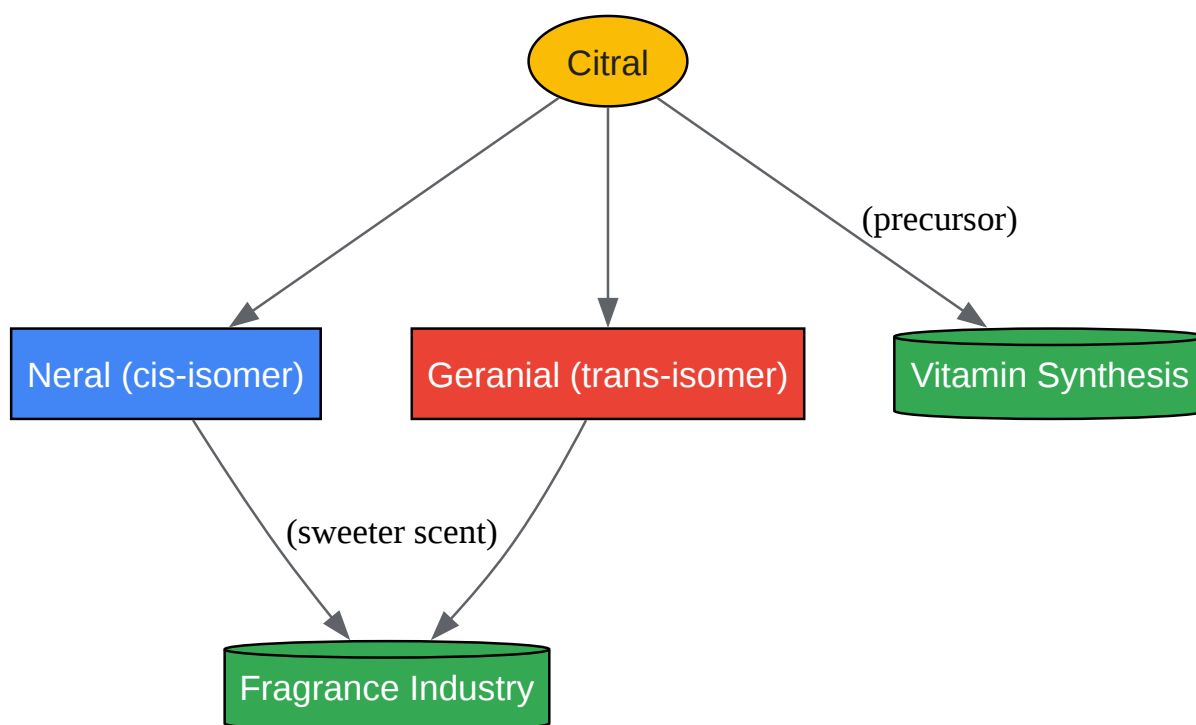 Citral
(precursor)
Neral (cis-isomer)
Geranial (trans-isomer)
Vitamin Synthesis
(sweeter scent)
Fragrance Industry